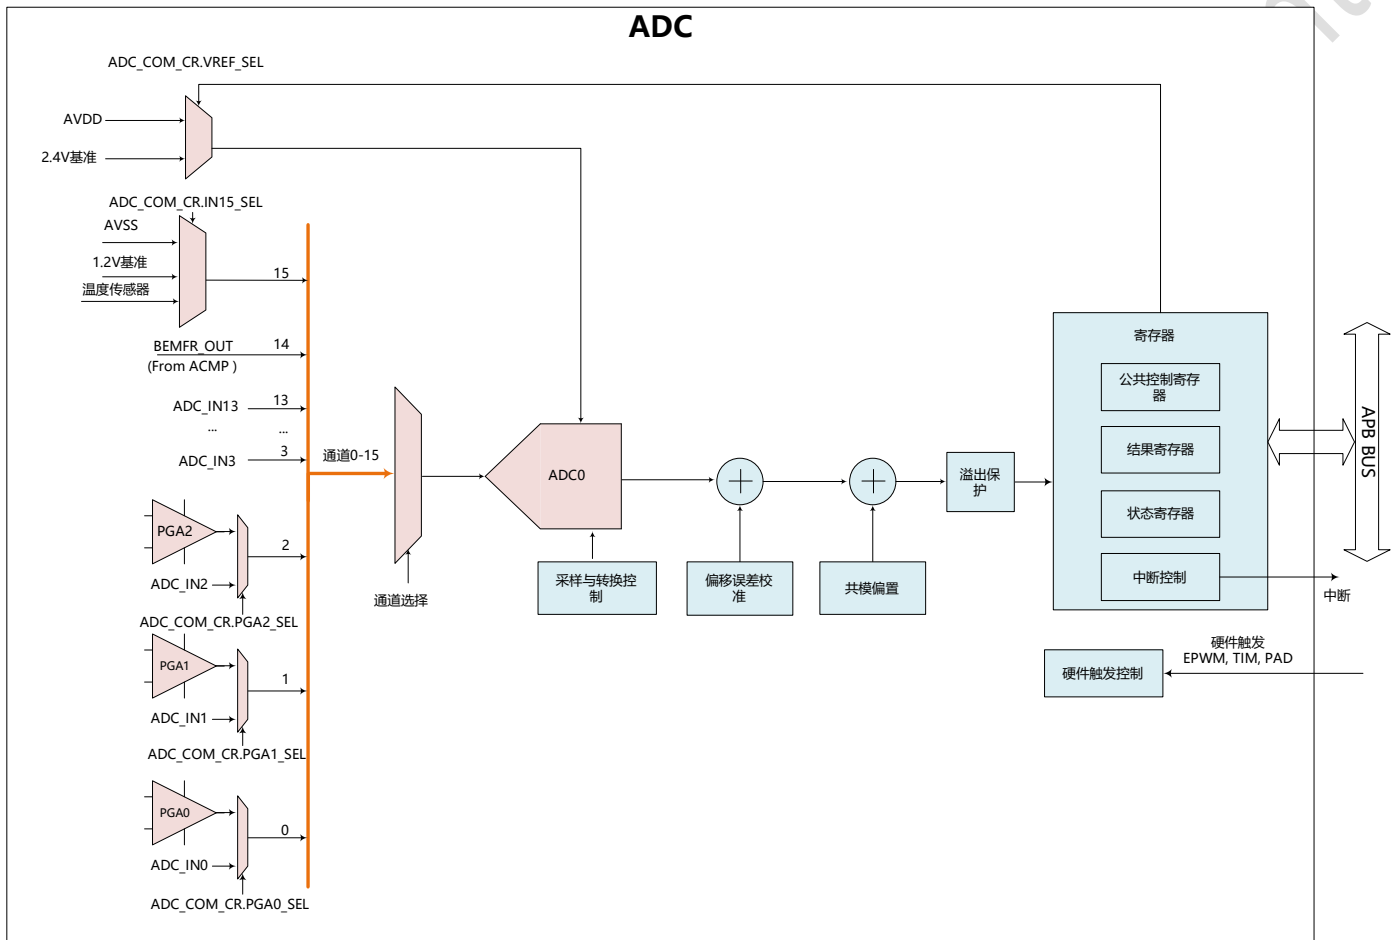 ADC
ADC_COM_CR.VREF_SEL
AVDD
2.4V基准
ADC_COM_CR.IN15_SEL
AVSS
1.2V基准
温度传感器
15
BEMFR_OUT
14
(From ACMP )
ADC_IN13
13
...
...
ADC_IN3
3
通道0-15
PGA2
2
ADC_IN2
ADC_COM_CR.PGA2_SEL
PGA1
1
ADC_IN1
ADC_COM_CR.PGA1_SEL
PGA0
0
ADC_IN0
ADC_COM_CR.PGA0_SEL
通道选择
ADC0
采样与转换控
制
偏移误差校
准
共模偏置
溢出保
护
寄存器
公共控制寄存
器
结果寄存器
状态寄存器
中断控制
中断
APB BUS
硬件触发
EPWM, TIM, PAD
硬件触发控制